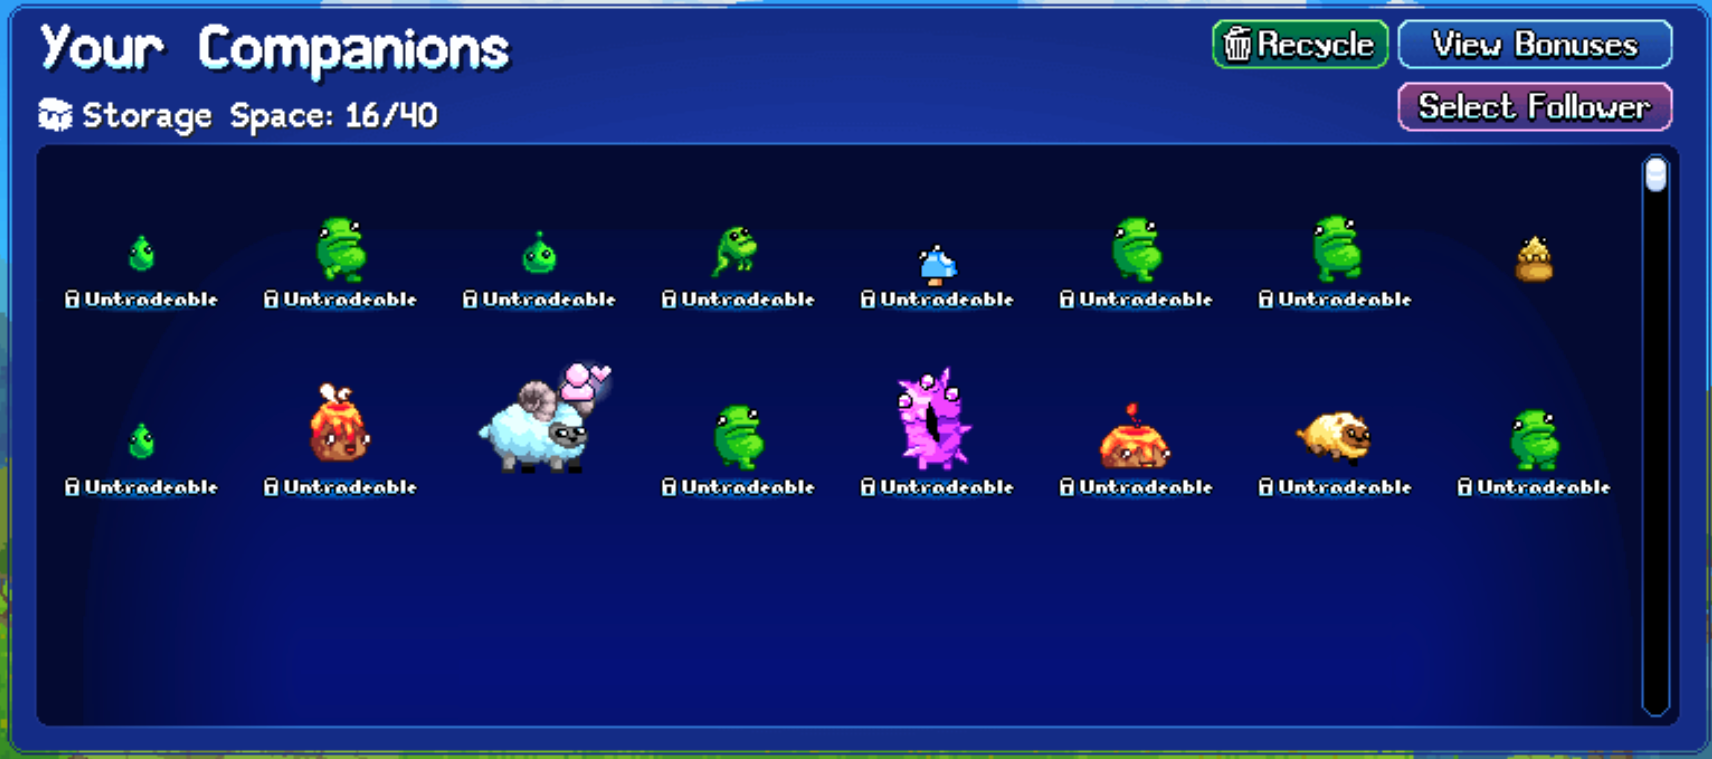 Your Companions
Recycle
View Bonuses
Storage Space: 16/40
Select Follower
Untradeable
Untradeable
Untradeable
Untradeable
Untradeable
Untradeable
Untradeable
Untradeable
Untradeable
Untradeable
Untradeable
Untradeable
Untradeable
Untradeable